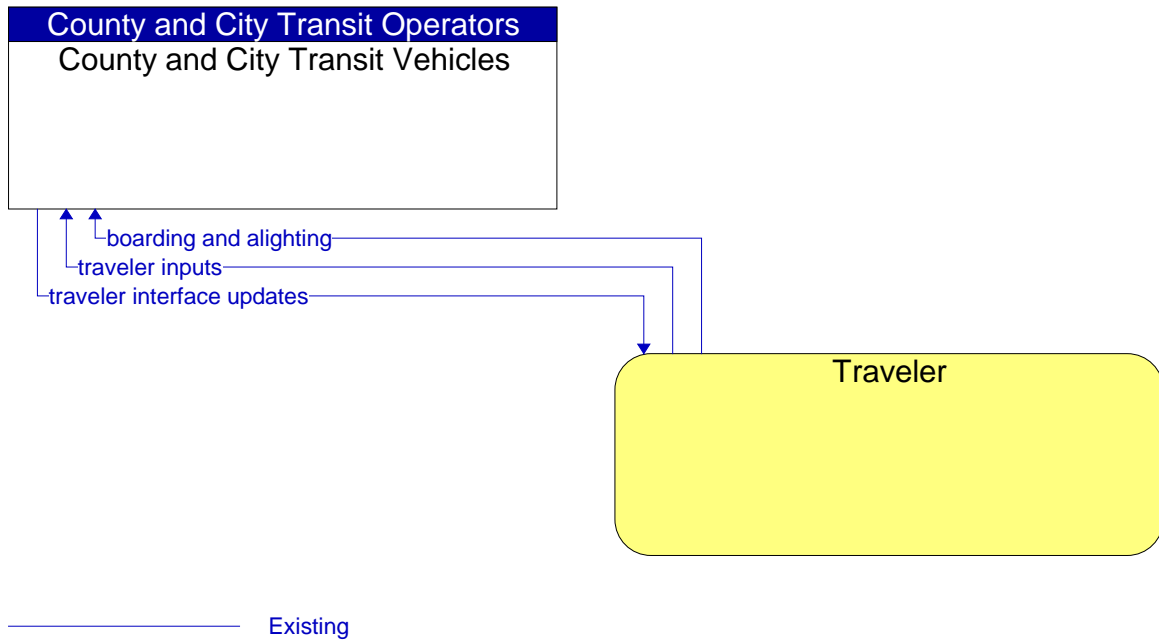 County and City Transit Operators
County and City Transit Vehicles
boarding and alighting
traveler inputs
traveler interface updates
Traveler
Existing